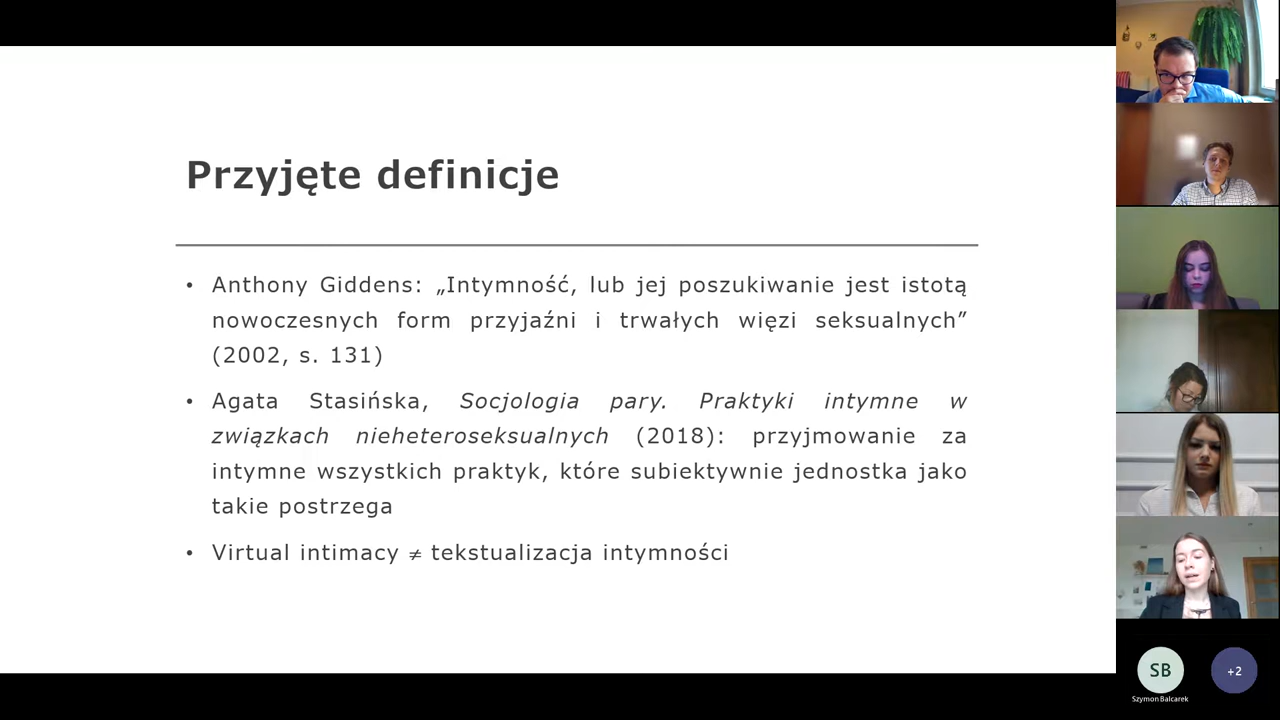 Przyjęte definicje
• Anthony Giddens: „Intymność, lub jej poszukiwanie jest istotą
nowoczesnych form przyjaźni i trwałych więzi seksualnych”
(2002, s. 131)
• Agata Stasińska, Socjologia pary. Praktyki intymne w
związkach nieheteroseksualnych (2018): przyjmowanie za
intymne wszystkich praktyk, które subiektywnie jednostka jako
takie postrzega
• Virtual intimacy ≠ tekstualizacja intymności
SB
+2
Szymon Balcarek